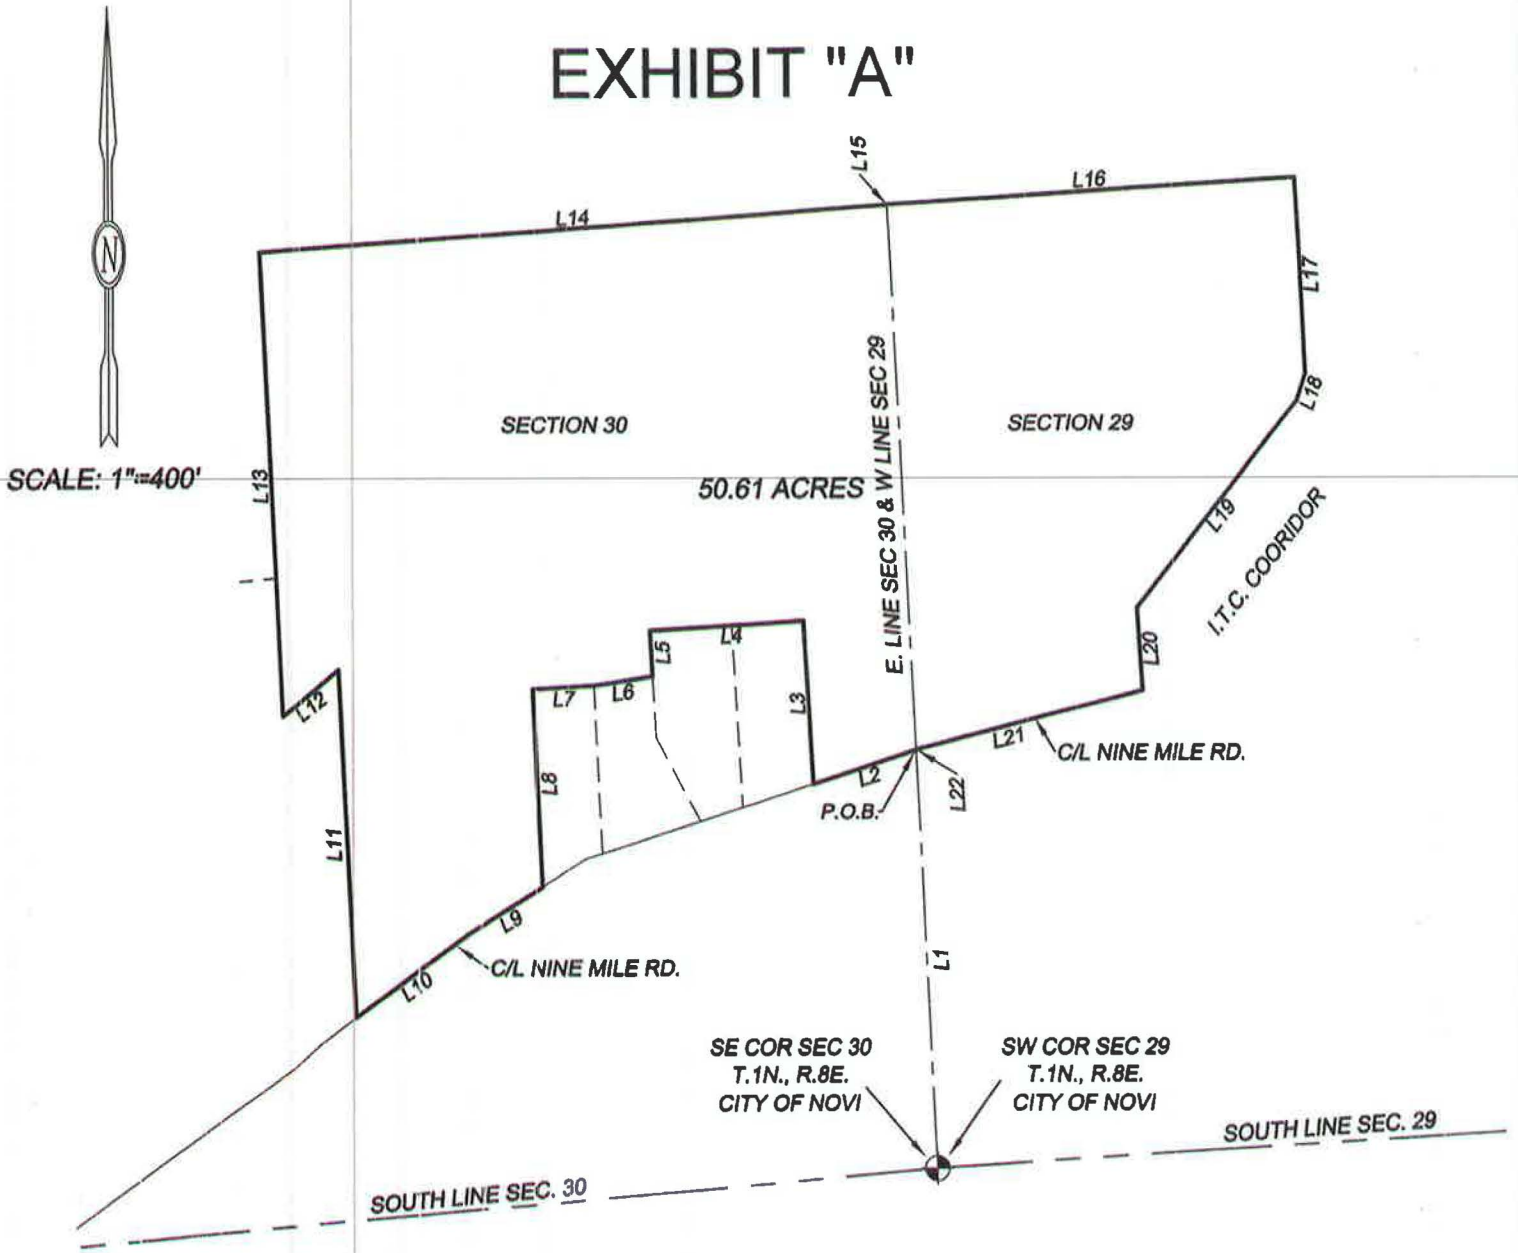 EXHIBIT "A"
N
SCALE: 1"=400'
L15
L16
L14
L17
L18
E. LINE SEC 30 & W LINE SEC 29
SECTION 30
SECTION 29
50.61 ACRES
L13
L19
I.T.C. COORIDOR
L5
L4
L20
L7
L6
L3
L12
L21
C/L NINE MILE RD.
L8
L2
L22
P.O.B.
L11
L9
C/L NINE MILE RD.
L10
L1
SE COR SEC 30
T.1N., R.8E.
CITY OF NOVI
SW COR SEC 29
T.1N., R.8E.
CITY OF NOVI
SOUTH LINE SEC. 29
SOUTH LINE SEC. 30